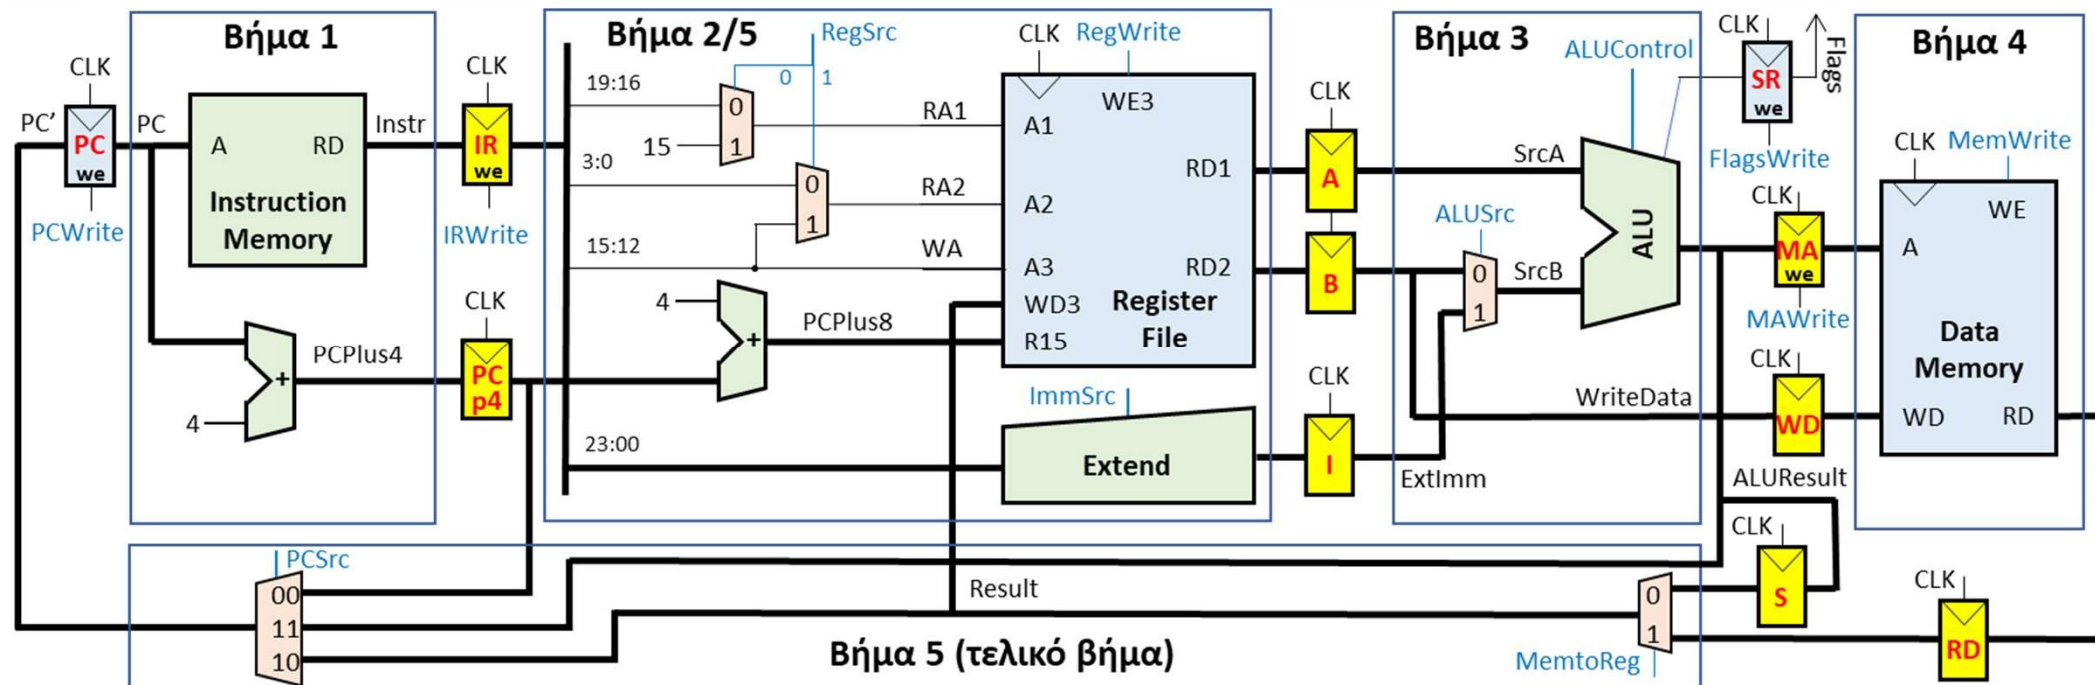 Βήμα 1
CLK
PC'
PC
we
PCWrite
PC
A
RD
Instruction
Memory
Instr
CLK
IR
we
IRWrite
PCPlus4
+
4
CLK
PC
p4
Βήμα 2/5
RegSrc
0
1
19:16
0
1
15
3:0
0
1
15:12
RA1
RA2
WA
4
+
PCPlus8
23:00
CLK
RegWrite
WE3
A1
A2
A3
WD3
R15
RD1
RD2
Register
File
ImmSrc
Extend
CLK
A
B
CLK
I
ExtImm
Βήμα 3
ALUControl
SrcA
ALUSrc
0
1
SrcB
ALU
WriteData
CLK
SR
we
Flags
FlagsWrite
CLK
MA
we
MAWrite
CLK
WD
ALUResult
Βήμα 4
CLK
MemWrite
WE
A
Data
Memory
WD
RD
CLK
S
CLK
RD
PCSrc
00
11
10
Result
0
1
MemtoReg
Βήμα 5 (τελικό βήμα)